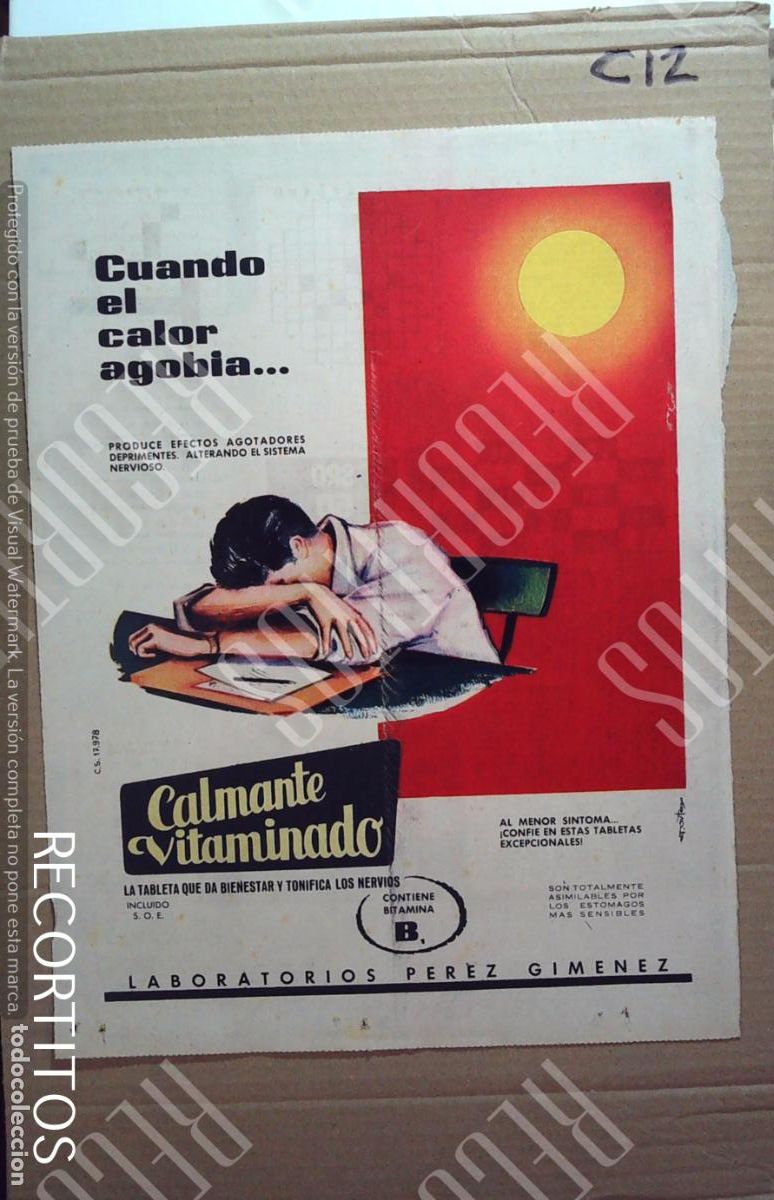 C12
Cuando
el
calor
agobia...
PRODUCE EFECTOS AGOTADORES
DEPRIMENTES. ALTERANDO EL SISTEMA
NERVIOSO.
C.S. 17.978
Calmante
Vitaminado
AL MENOR SINTOMA...
¡CONFIE EN ESTAS TABLETAS
EXCEPCIONALES!
LA TABLETA QUE DA BIENESTAR Y TONIFICA LOS NERVIOS
INCLUIDO
S.O.E.
CONTIENE
BITAMINA
B1
SON TOTALMENTE
ASIMILABLES POR
LOS ESTOMAGOS
MAS SENSIBLES
LABORATORIOS PEREZ GIMENEZ
Protegido con la versión de prueba de Visual Watermark. La versión completa no pone esta marca.
todocoleccion
RECORTITOS
RECORTITOS